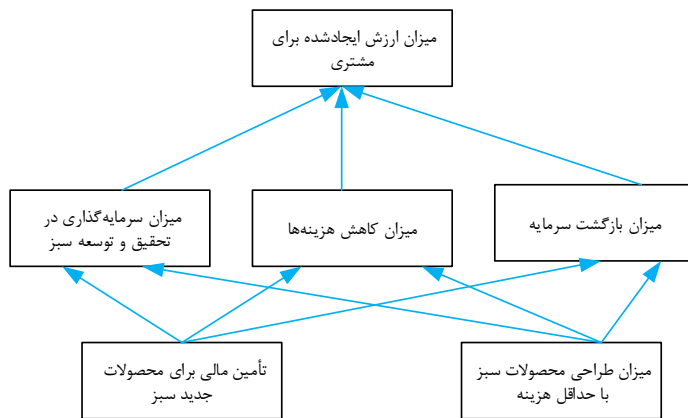 میزان ارزش ایجادشده برای
مشتری
میزان بازگشت سرمایه
میزان کاهش هزینه‌ها
میزان سرمایه‌گذاری در
تحقیق و توسعه سبز
میزان طراحی محصولات سبز
با حداقل هزینه
تأمین مالی برای محصولات
جدید سبز